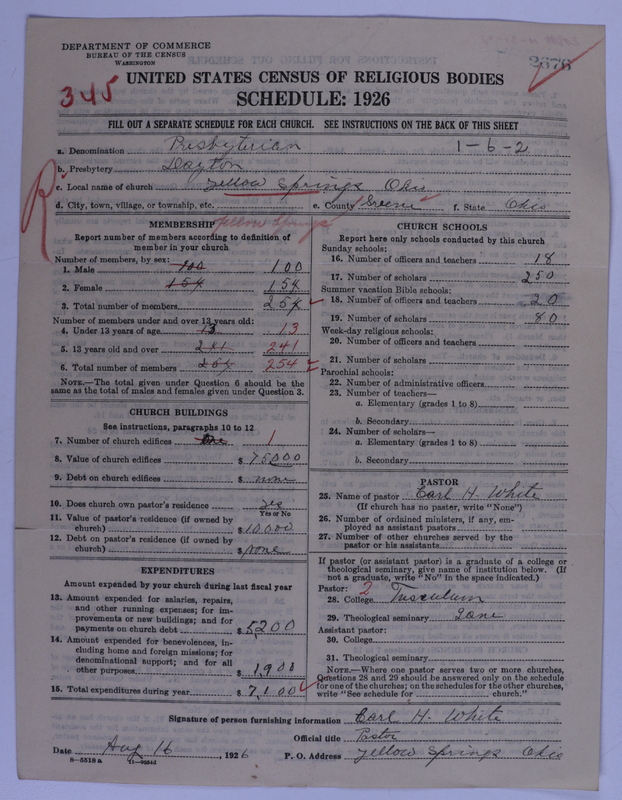 DEPARTMENT OF COMMERCE
BUREAU OF THE CENSUS
WASHINGTON
2676
345
UNITED STATES CENSUS OF RELIGIOUS BODIES
SCHEDULE: 1926
FILL OUT A SEPARATE SCHEDULE FOR EACH CHURCH. SEE INSTRUCTIONS ON THE BACK OF THIS SHEET
a. Denomination Presbyterian 1-6-2
b. Presbytery Dayton
c. Local name of church Yellow Springs Ohio
d. City, town, village, or township, etc. Yellow Springs e. County Greene f. State Ohio
R
MEMBERSHIP
Report number of members according to definition of
member in your church
Number of members, by sex:
1. Male 100 100
2. Female 154 154
3. Total number of members 254
Number of members under and over 13 years old:
4. Under 13 years of age 13 13
5. 13 years old and over 241 241
6. Total number of members 254 254
NOTE.—The total given under Question 6 should be the
same as the total of males and females given under Question 3.
CHURCH BUILDINGS
See instructions, paragraphs 10 to 12
7. Number of church edifices One 1
8. Value of church edifices $ 75000
9. Debt on church edifices $ none
10. Does church own pastor's residence yes
Yes or No
11. Value of pastor's residence (if owned by
church) $ 10000
12. Debt on pastor's residence (if owned by
church) $ none
EXPENDITURES
Amount expended by your church during last fiscal year
13. Amount expended for salaries, repairs,
and other running expenses; for im-
provements or new buildings; and for
payments on church debt $ 5200
14. Amount expended for benevolences, in-
cluding home and foreign missions; for
denominational support; and for all
other purposes $ 1900
15. Total expenditures during year $ 7,100
CHURCH SCHOOLS
Report here only schools conducted by this church
Sunday schools:
16. Number of officers and teachers 18
17. Number of scholars 250
Summer vacation Bible schools:
18. Number of officers and teachers 20
19. Number of scholars 80
Week-day religious schools:
20. Number of officers and teachers
21. Number of scholars
Parochial schools:
22. Number of administrative officers
23. Number of teachers—
a. Elementary (grades 1 to 8)
b. Secondary
24. Number of scholars—
a. Elementary (grades 1 to 8)
b. Secondary
PASTOR
25. Name of pastor Earl H. White
(If church has no pastor, write "None")
26. Number of ordained ministers, if any, em-
ployed as assistant pastors
27. Number of other churches served by the
pastor or his assistants
If pastor (or assistant pastor) is a graduate of a college or
theological seminary, give name of institution below. (If
not a graduate, write "No" in the space indicated.)
Pastor: 2
28. College Tusculum
29. Theological seminary Lane
Assistant pastor:
30. College
31. Theological seminary
NOTE.—Where one pastor serves two or more churches,
Questions 28 and 29 should be answered only on the schedule
for one of the churches; on the schedules for the other churches,
write "See schedule for church."
Signature of person furnishing information Earl H. White
Official title Pastor
Date Aug 16, 1926 P. O. Address Yellow Springs Ohio
8-5518 a